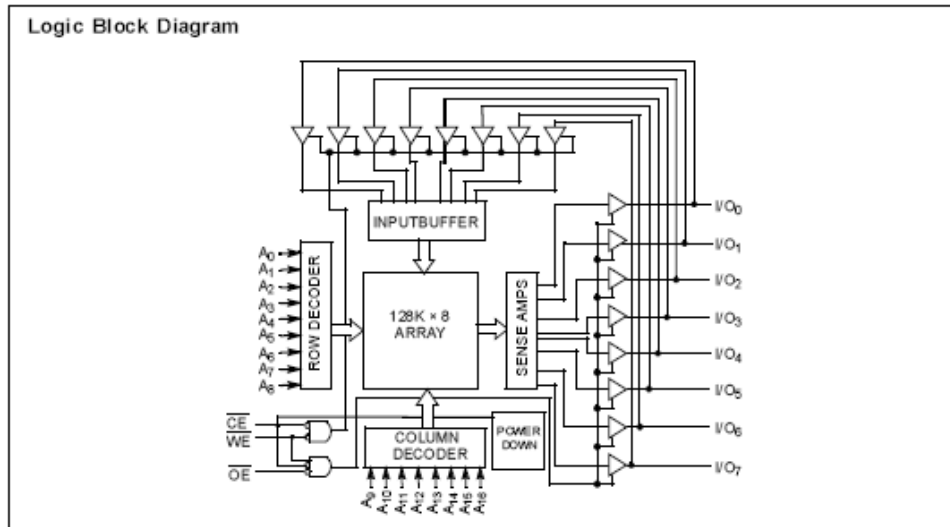 Logic Block Diagram
INPUTBUFFER
I/O0
I/O1
I/O2
I/O3
I/O4
I/O5
I/O6
I/O7
A0
A1
A2
A3
A4
A5
A6
A7
A8
ROW DECODER
128K × 8
ARRAY
SENSE AMPS
CE
WE
OE
COLUMN
DECODER
POWER
DOWN
A9
A10
A11
A12
A13
A14
A15
A16